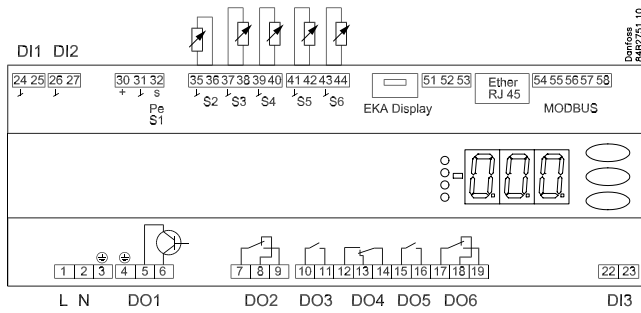 Danfoss
84B2751.10
DI1 DI2
24 25 26 27 30 31 32 35 36 37 38 39 40 41 42 43 44 51 52 53 54 55 56 57 58
+ s
Pe
S1
S2 S3 S4 S5 S6
EKA Display
Ether
RJ 45
MODBUS
000
1 2 3 4 5 6 7 8 9 10 11 12 13 14 15 16 17 18 19 22 23
L N DO1 DO2 DO3 DO4 DO5 DO6 DI3